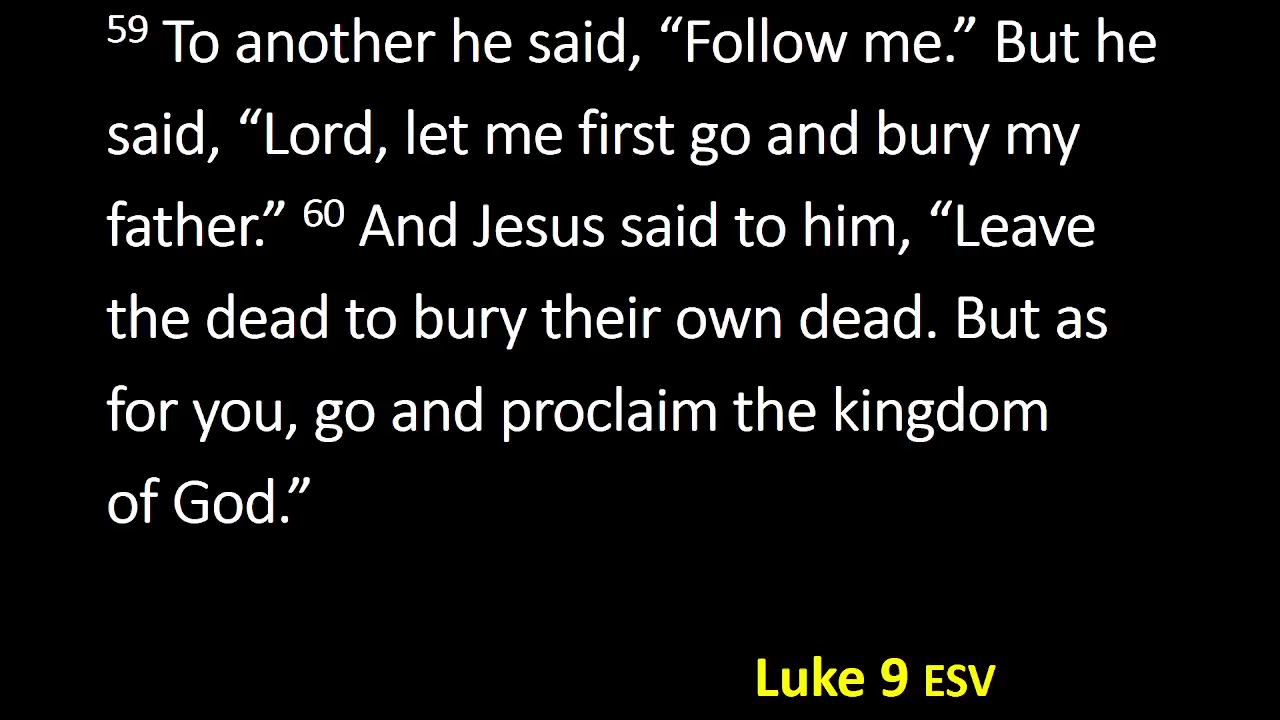 59 To another he said, “Follow me.” But he
said, “Lord, let me first go and bury my
father.” 60 And Jesus said to him, “Leave
the dead to bury their own dead. But as
for you, go and proclaim the kingdom
of God.”
Luke 9 ESV